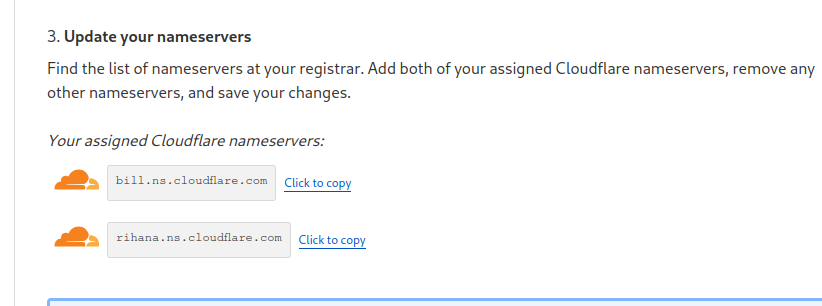 3. Update your nameservers
Find the list of nameservers at your registrar. Add both of your assigned Cloudflare nameservers, remove any
other nameservers, and save your changes.
Your assigned Cloudflare nameservers:
bill.ns.cloudflare.com Click to copy
rihana.ns.cloudflare.com Click to copy